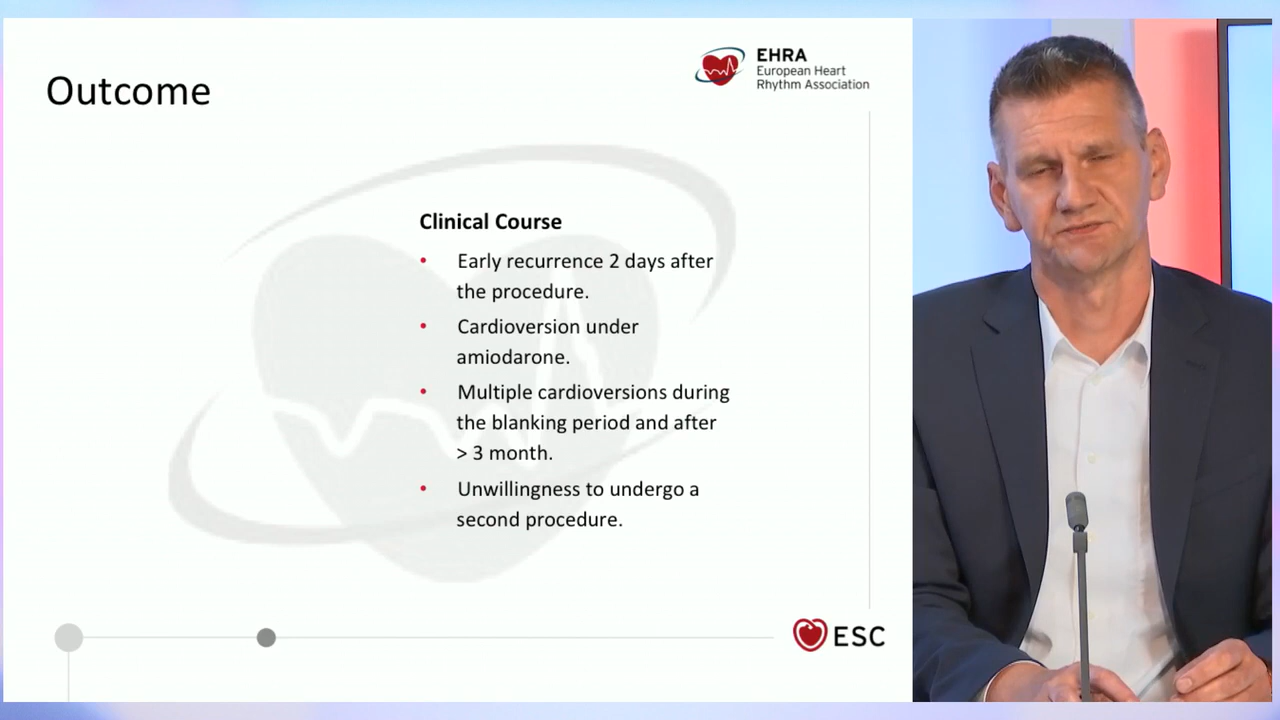 Outcome
EHRA
European Heart
Rhythm Association
Clinical Course
• Early recurrence 2 days after
the procedure.
• Cardioversion under
amiodarone.
• Multiple cardioversions during
the blanking period and after
> 3 month.
• Unwillingness to undergo a
second procedure.
ESC